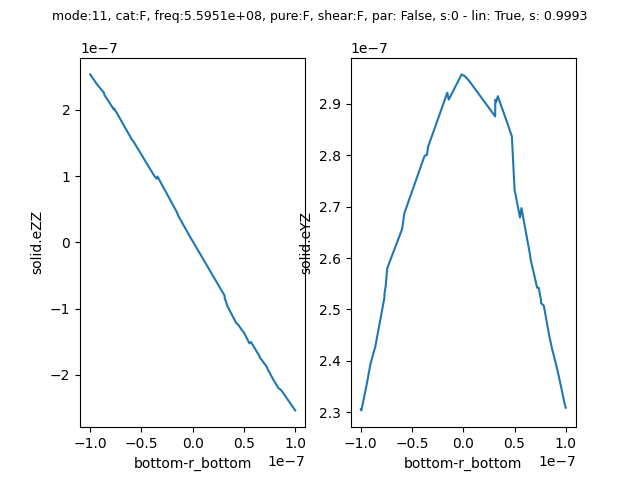 mode:11, cat:F, freq:5.5951e+08, pure:F, shear:F, par: False, s:0 - lin: True, s: 0.9993
1e−7
2
1
0
−1
−2
solid.eZZ
−1.0 −0.5 0.0 0.5 1.0
bottom-r_bottom 1e−7
1e−7
2.9
2.8
2.7
2.6
2.5
2.4
2.3
solid.eYZ
−1.0 −0.5 0.0 0.5 1.0
bottom-r_bottom 1e−7